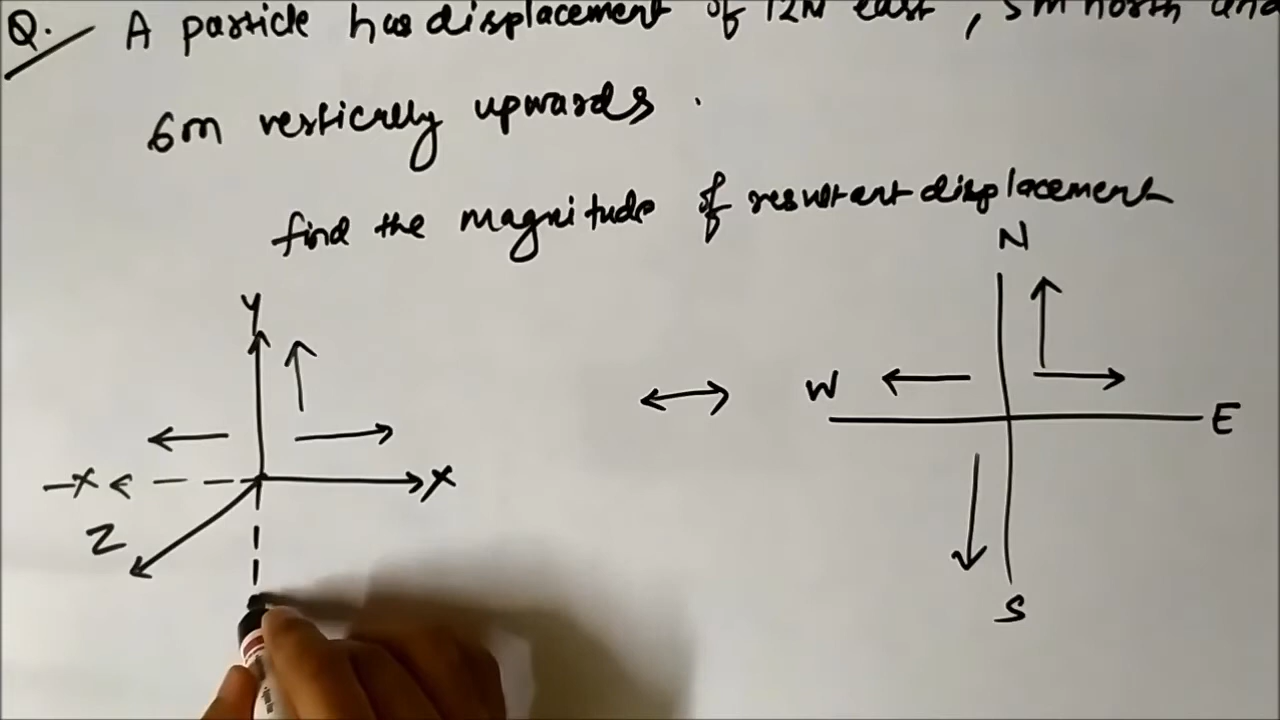 Q. A particle has displacement of 12m east, 5m north and
6m vertically upwards.
find the magnitude of resultant displacement
N
Y
W
E
-X
X
Z
S